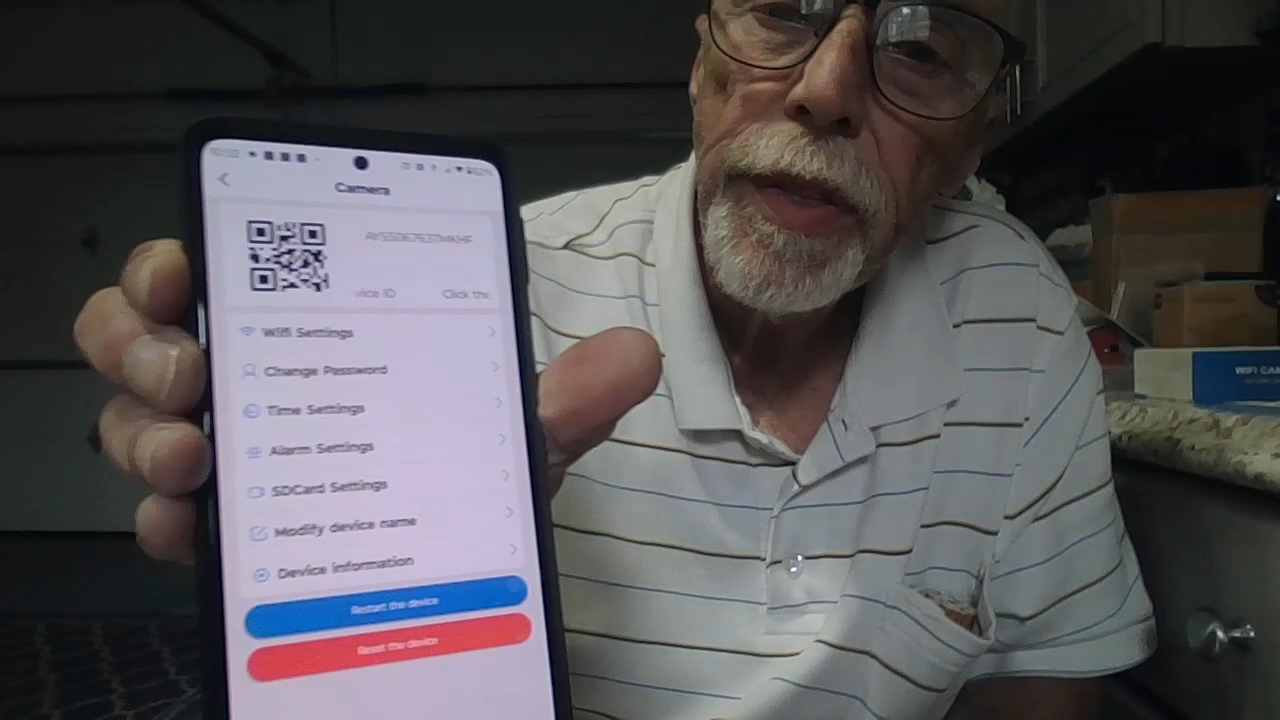 Camera
vice ID
Click the
Wifi Settings
Change Password
Time Settings
Alarm Settings
SDCard Settings
Modify device name
Device information
Restart the device
Reset the device
WIFI CAM